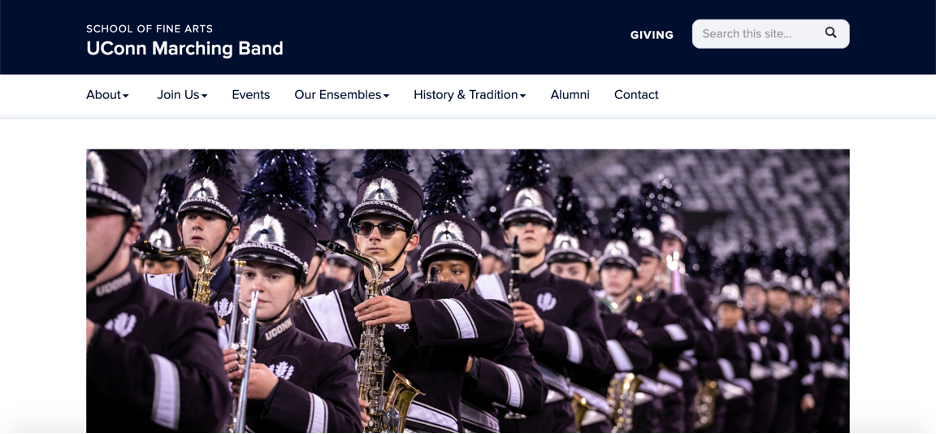 SCHOOL OF FINE ARTS
UConn Marching Band
GIVING
Search this site...
About
Join Us
Events
Our Ensembles
History & Tradition
Alumni
Contact
UCONN
UCONN